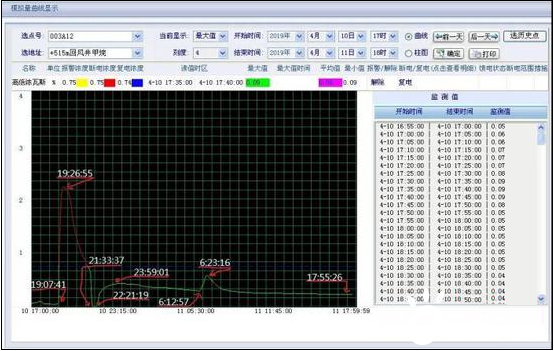 模拟量曲线显示
选点号： 003A12 当前显示： 最大值 开始时间： 2019年 4月 10日 17时 曲线 前一天 后一天 选历史点
选地址： +515m回风井甲烷 刻度： 4 结束时间： 2019年 4月 11日 18时 柱图 确定 打印
名称 单位 报警浓度 断电浓度 复电浓度 读值时区 最大值 最大值时间 平均值 最小值 报警/解除 断电/复电(点击查看明细) 馈电状态 断电范围 措施
高低浓瓦斯 % 0.75 0.75 0.74 4-10 17:35:00 4-10 17:40:00 0.09 0.09 解除 复电
监测值
开始时间 结束时间 监测值
4-10 16:55:00 | 4-10 17:00:00 | 0.05
4-10 17:00:00 | 4-10 17:05:00 | 0.06
4-10 17:05:00 | 4-10 17:10:00 | 0.06
4-10 17:10:00 | 4-10 17:15:00 | 0.07
4-10 17:15:00 | 4-10 17:20:00 | 0.07
4-10 17:20:00 | 4-10 17:25:00 | 0.07
4-10 17:25:00 | 4-10 17:30:00 | 0.08
4-10 17:30:00 | 4-10 17:35:00 | 0.09
4-10 17:35:00 | 4-10 17:40:00 | 0.09
4-10 17:40:00 | 4-10 17:45:00 | 0.09
4-10 17:45:00 | 4-10 17:50:00
4-10 17:50:00 | 4-10 17:55:00 | 0.05
4-10 17:55:00 | 4-10 18:00:00 | 0.05
4-10 18:00:00 | 4-10 18:05:00 | 0.05
4-10 18:05:00 | 4-10 18:10:00 | 0.05
4-10 18:10:00 | 4-10 18:15:00 | 0.05
4-10 18:15:00 | 4-10 18:20:00 | 0.04
4-10 18:20:00 | 4-10 18:25:00 | 0.05
4-10 18:25:00 | 4-10 18:30:00 | 0.05
4-10 18:30:00 | 4-10 18:35:00 | 0.04
4-10 18:35:00 | 4-10 18:40:00 | 0.04
4-10 18:40:00 | 4-10 18:45:00 | 0.04
4-10 18:45:00 | 4-10 18:50:00 | 0.04
4
3
2
1
19:26:55
21:33:37
23:59:01
6:23:16
17:55:26
19:07:41
22:21:19
6:12:57
10 17:00:00 10 23:15:00 11 05:30:00 11 11:45:00 11 17:59:59